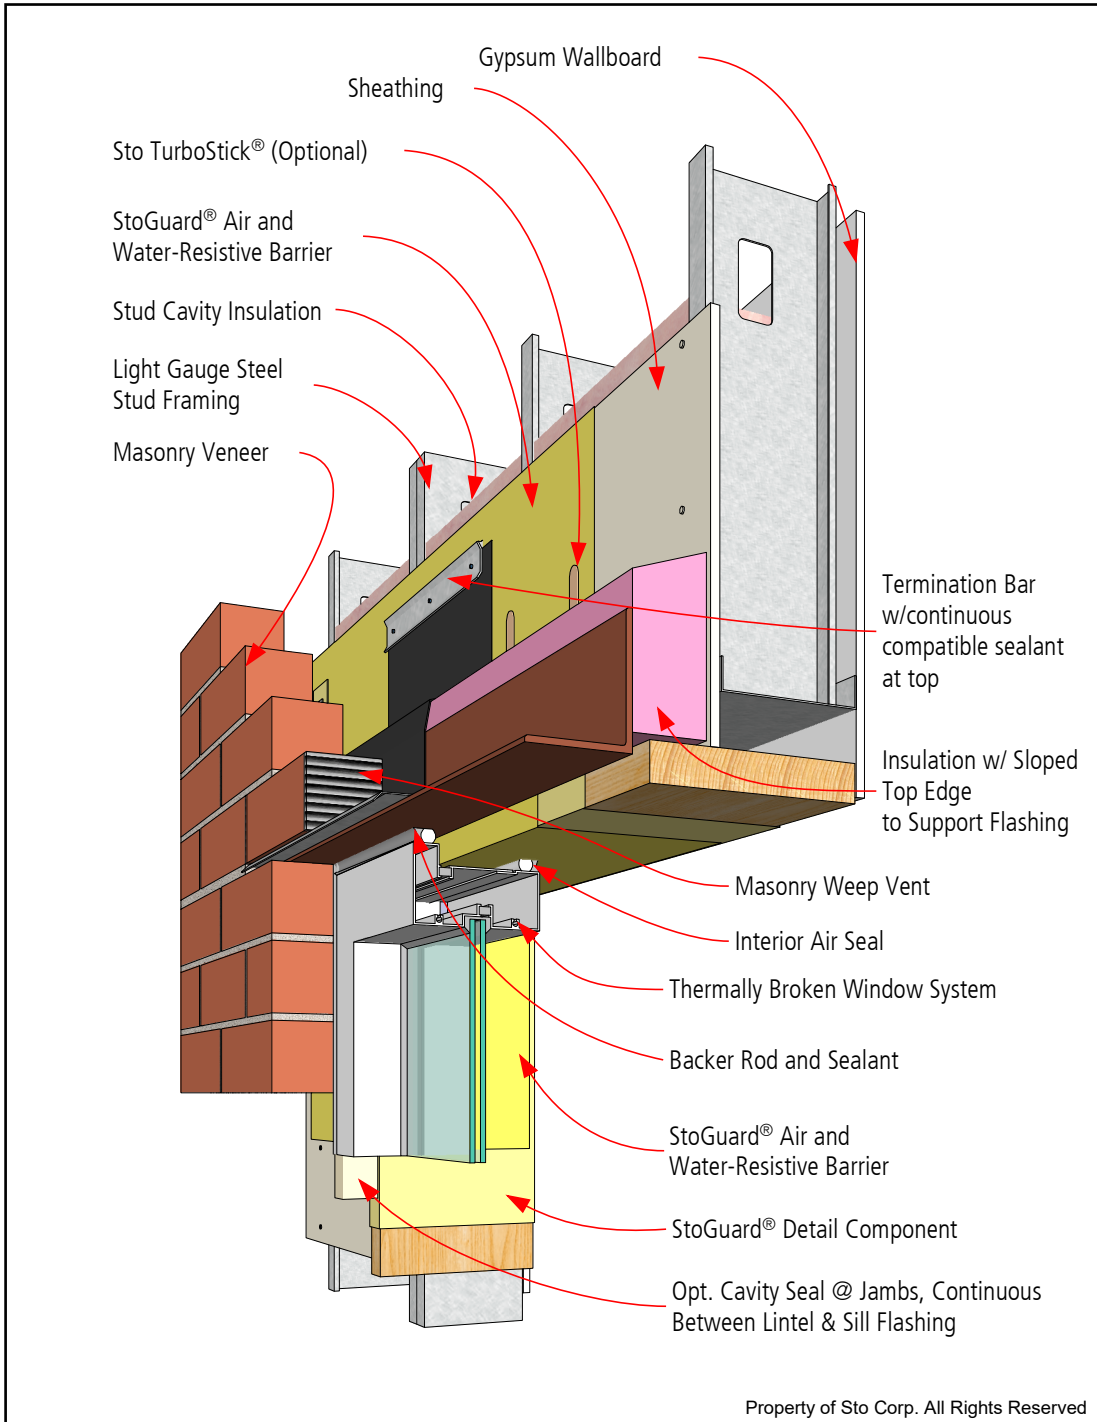 Gypsum Wallboard
Sheathing
Sto TurboStick® (Optional)
StoGuard® Air and
Water-Resistive Barrier
Stud Cavity Insulation
Light Gauge Steel
Stud Framing
Masonry Veneer
Termination Bar
w/continuous
compatible sealant
at top
Insulation w/ Sloped
Top Edge
to Support Flashing
Masonry Weep Vent
Interior Air Seal
Thermally Broken Window System
Backer Rod and Sealant
StoGuard® Air and
Water-Resistive Barrier
StoGuard® Detail Component
Opt. Cavity Seal @ Jambs, Continuous
Between Lintel & Sill Flashing
Property of Sto Corp. All Rights Reserved